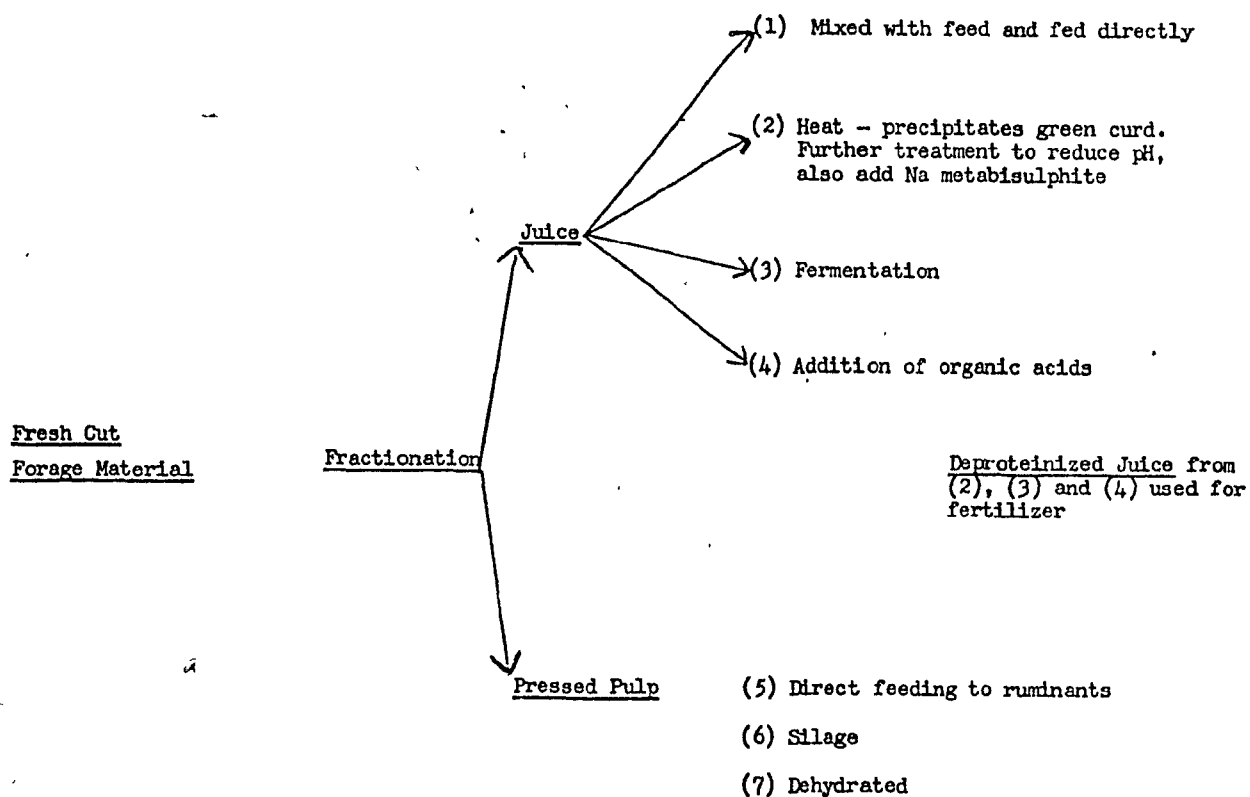 (1) Mixed with feed and fed directly
(2) Heat - precipitates green curd.
Further treatment to reduce pH,
also add Na metabisulphite
Juice
(3) Fermentation
(4) Addition of organic acids
Fresh Cut
Forage Material
Fractionation
Deproteinized Juice from
(2), (3) and (4) used for
fertilizer
Pressed Pulp
(5) Direct feeding to ruminants
(6) Silage
(7) Dehydrated